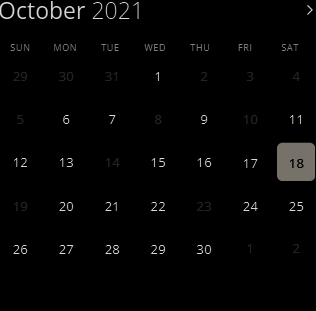 October 2021
SUN MON TUE WED THU FRI SAT
29 30 31 1 2 3 4
5 6 7 8 9 10 11
12 13 14 15 16 17 18
19 20 21 22 23 24 25
26 27 28 29 30 1 2